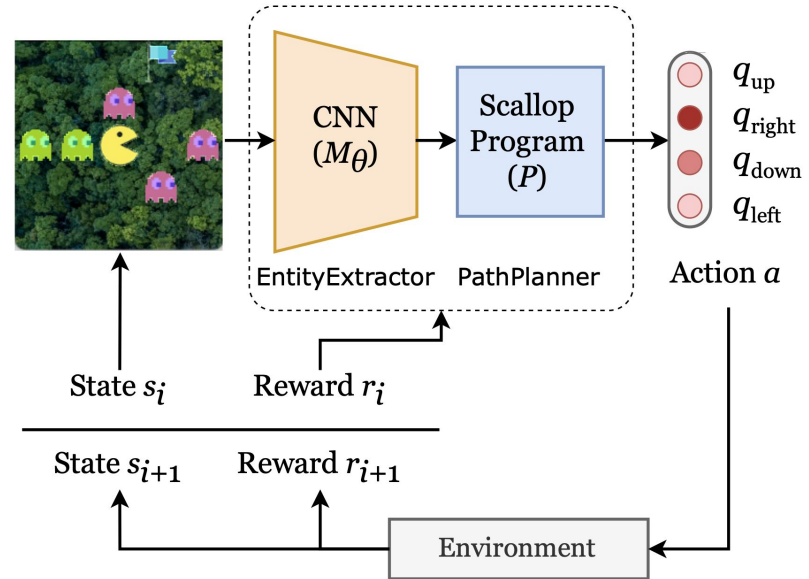 CNN
(Mθ)
EntityExtractor
Scallop
Program
(P)
PathPlanner
q_up
q_right
q_down
q_left
Action a
State s_i
Reward r_i
State s_{i+1}
Reward r_{i+1}
Environment